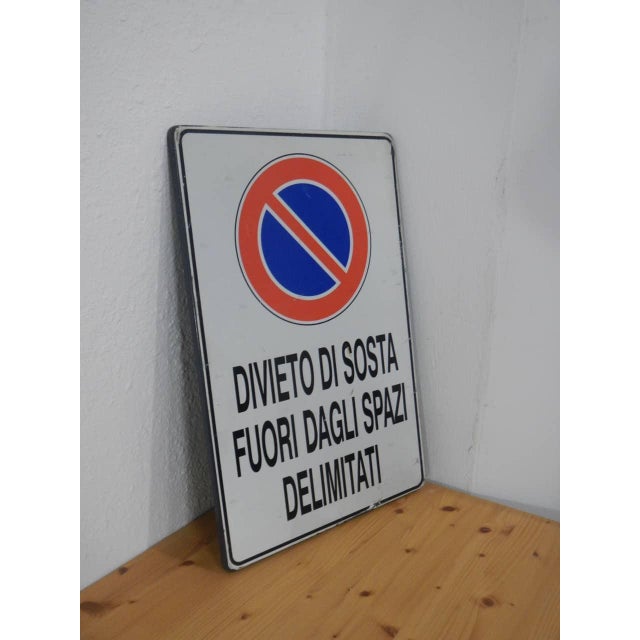 DIVIETO DI SOSTA
FUORI DAGLI SPAZI
DELIMITATI